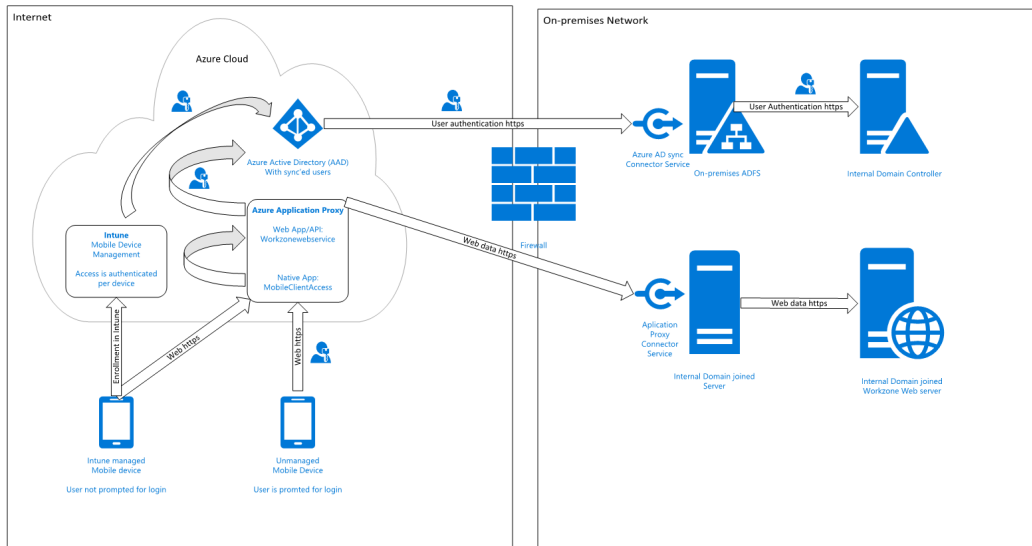 Internet
On-premises Network
Azure Cloud
User authentication https
User Authentication https
Azure Active Directory (AAD)
With sync'ed users
Azure AD sync
Connector Service
On-premises ADFS
Internal Domain Controller
Azure Application Proxy
Web App/API:
Workzonewebservice
Native App:
MobileClientAccess
Intune
Mobile Device
Management
Access is authenticated
per device
Firewall
Web data https
Web data https
Aplication
Proxy
Connector
Service
Internal Domain joined
Server
Internal Domain joined
Workzone Web server
Enrollment in Intune
Web https
Web https
Intune managed
Mobile device
User not prompted for login
Unmanaged
Mobile Device
User is promted for login